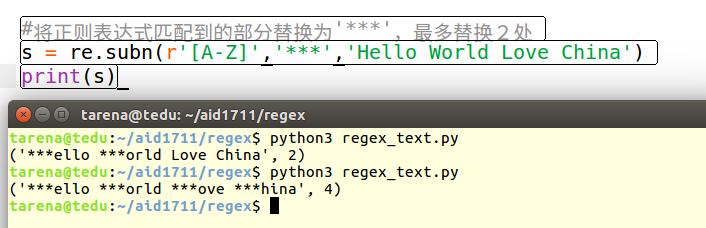 #将正则表达式匹配到的部分替换为'***', 最多替换2处
s = re.subn(r'[A-Z]','***','Hello World Love China')
print(s)
tarena@tedu: ~/aid1711/regex
tarena@tedu:~/aid1711/regex$ python3 regex_text.py
('***ello ***orld Love China', 2)
tarena@tedu:~/aid1711/regex$ python3 regex_text.py
('***ello ***orld ***ove ***hina', 4)
tarena@tedu:~/aid1711/regex$